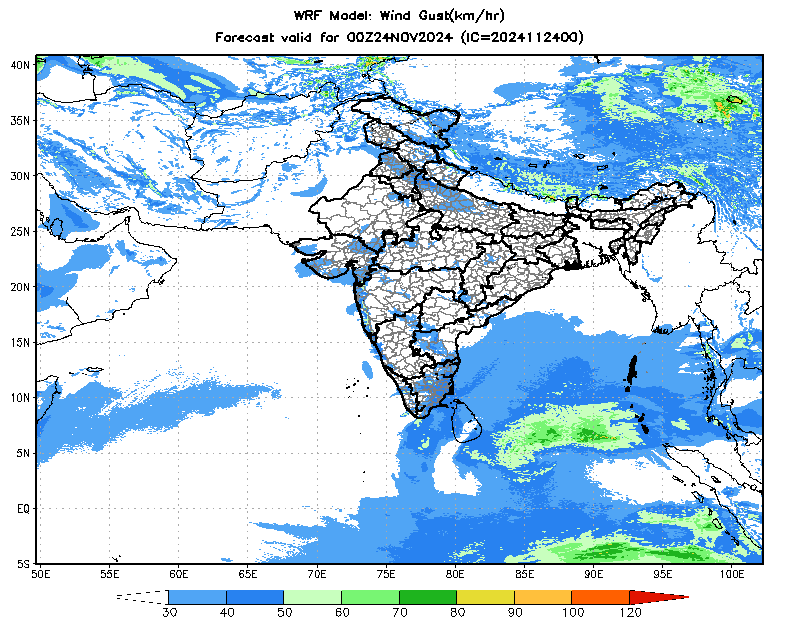 WRF Model: Wind Gust(km/hr)
Forecast valid for 00Z24NOV2024 (IC=2024112400)
40N
35N
30N
25N
20N
15N
10N
5N
EQ
5S
50E 55E 60E 65E 70E 75E 80E 85E 90E 95E 100E
30 40 50 60 70 80 90 100 120